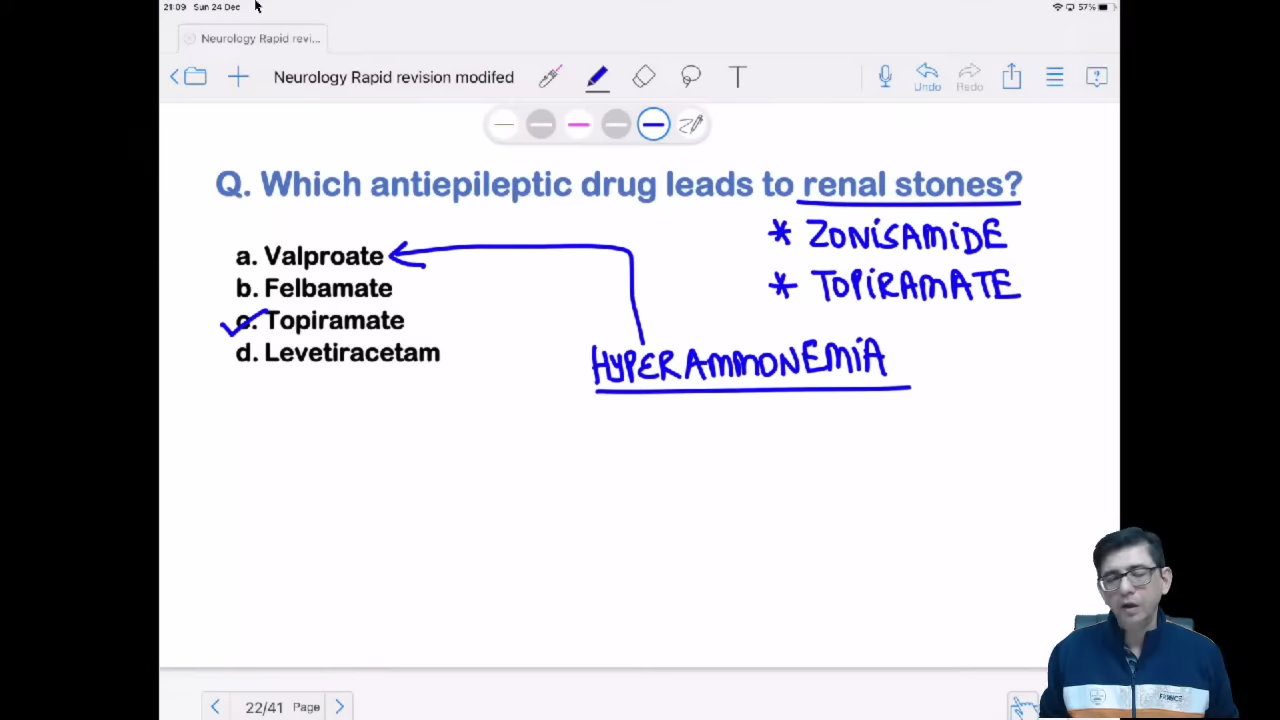 21:09 Sun 24 Dec
57%
Neurology Rapid revi...
Neurology Rapid revision modifed
T
Undo
Redo
Q. Which antiepileptic drug leads to renal stones?
* ZONISAMIDE
a. Valproate
* TOPIRAMATE
b. Felbamate
c. Topiramate
d. Levetiracetam
HYPERAMMONEMIA
FRANCE
22/41 Page